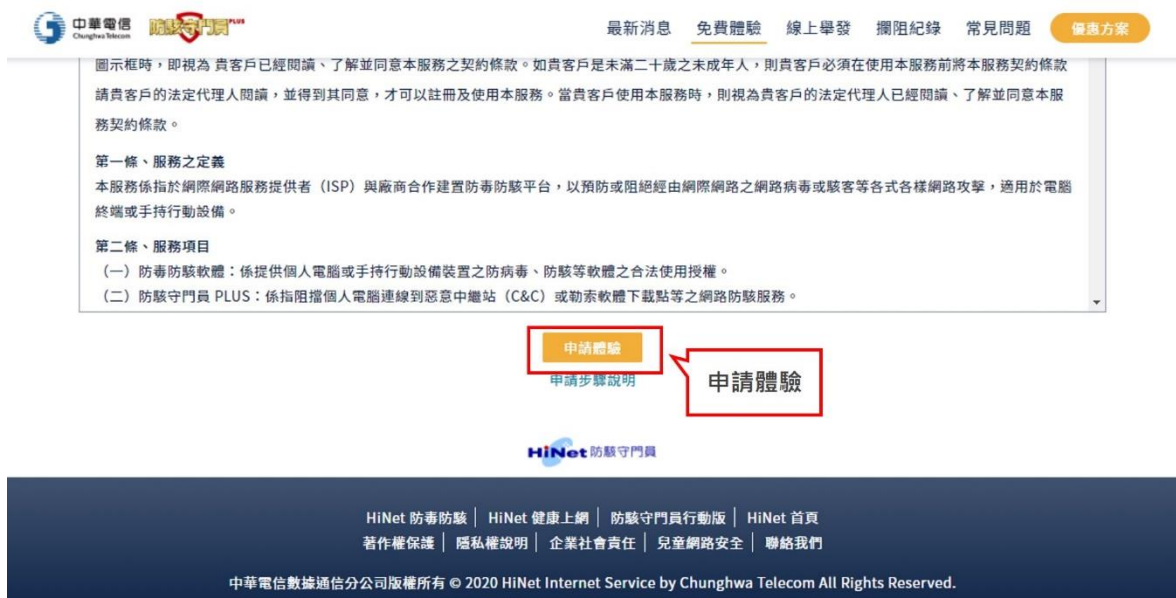 中華電信
Chunghwa Telecom
防駭守門員 PLUS
最新消息 免費體驗 線上舉發 攔阻紀錄 常見問題 優惠方案
圖示框時，即視為 貴客戶已經閱讀、了解並同意本服務之契約條款。如貴客戶是未滿二十歲之未成年人，則貴客戶必須在使用本服務前將本服務契約條款
請貴客戶的法定代理人閱讀，並得到其同意，才可以註冊及使用本服務。當貴客戶使用本服務時，則視為貴客戶的法定代理人已經閱讀、了解並同意本服
務契約條款。
第一條、服務之定義
本服務係指於網際網路服務提供者（ISP）與廠商合作建置防毒防駭平台，以預防或阻絕經由網際網路之網路病毒或駭客等各式各樣網路攻擊，適用於電腦
終端或手持行動設備。
第二條、服務項目
（一）防毒防駭軟體：係提供個人電腦或手持行動設備裝置之防病毒、防駭等軟體之合法使用授權。
（二）防駭守門員 PLUS：係指阻擋個人電腦連線到惡意中繼站（C&C）或勒索軟體下載點等之網路防駭服務。
申請體驗
申請體驗
申請步驟說明
HiNet 防駭守門員
HiNet 防毒防駭│ HiNet 健康上網│ 防駭守門員行動版│ HiNet 首頁
著作權保護│ 隱私權說明│ 企業社會責任│ 兒童網路安全│ 聯絡我們
中華電信數據通信分公司版權所有 © 2020 HiNet Internet Service by Chunghwa Telecom All Rights Reserved.